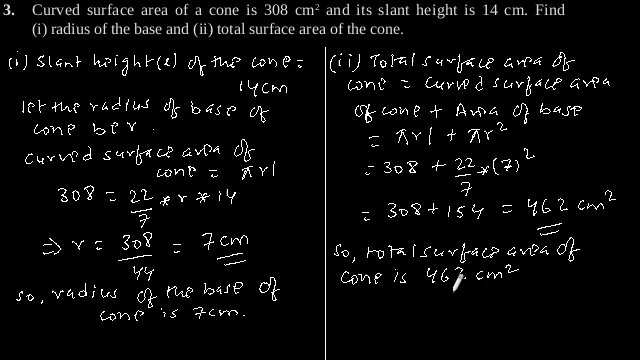 3. Curved surface area of a cone is 308 cm² and its slant height is 14 cm. Find
(i) radius of the base and (ii) total surface area of the cone.
(i) Slant height(l) of the cone =
14cm
let the radius of base of
cone be r.
curved surface area of
cone = πrl
308 = 22/7 * r * 14
⇒ r = 308/44 = 7cm
so, radius of the base of
cone is 7cm.
(ii) Total surface area of
cone = Curved surface area
of cone + Area of base
= πrl + πr²
= 308 + 22/7 * (7)²
= 308 + 154 = 462 cm²
So, total surface area of
cone is 462 cm²